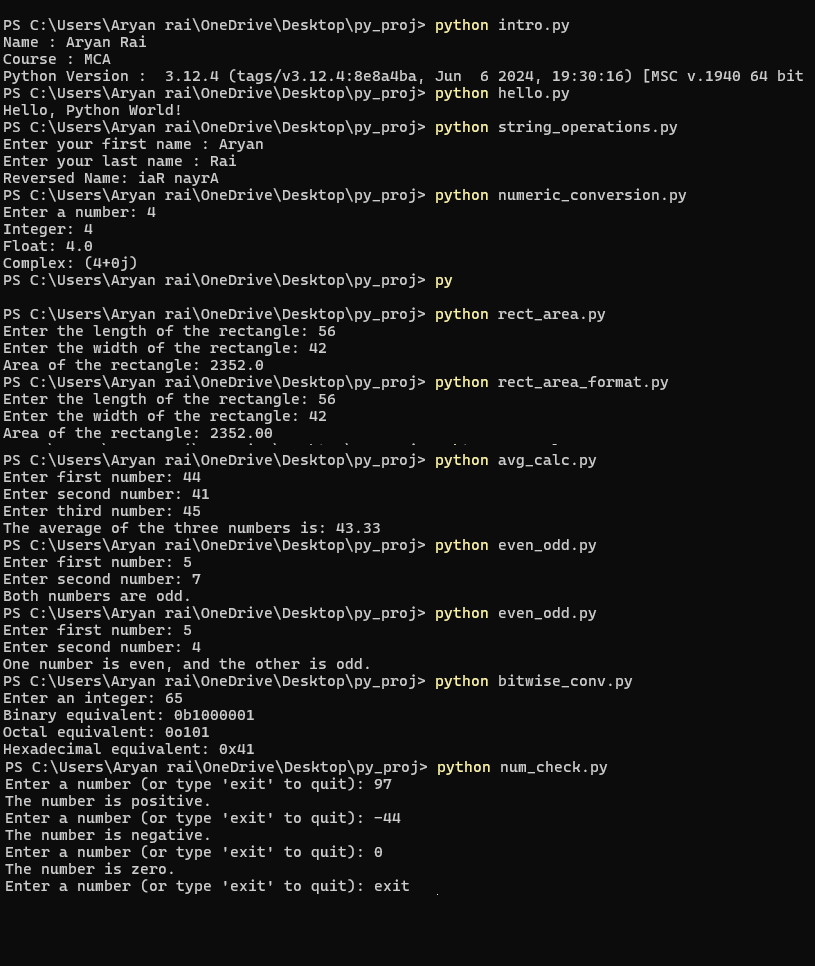 PS C:\Users\Aryan rai\OneDrive\Desktop\py_proj> python intro.py
Name : Aryan Rai
Course : MCA
Python Version :  3.12.4 (tags/v3.12.4:8e8a4ba, Jun  6 2024, 19:30:16) [MSC v.1940 64 bit
PS C:\Users\Aryan rai\OneDrive\Desktop\py_proj> python hello.py
Hello, Python World!
PS C:\Users\Aryan rai\OneDrive\Desktop\py_proj> python string_operations.py
Enter your first name : Aryan
Enter your last name : Rai
Reversed Name: iaR nayrA
PS C:\Users\Aryan rai\OneDrive\Desktop\py_proj> python numeric_conversion.py
Enter a number: 4
Integer: 4
Float: 4.0
Complex: (4+0j)
PS C:\Users\Aryan rai\OneDrive\Desktop\py_proj> py
PS C:\Users\Aryan rai\OneDrive\Desktop\py_proj> python rect_area.py
Enter the length of the rectangle: 56
Enter the width of the rectangle: 42
Area of the rectangle: 2352.0
PS C:\Users\Aryan rai\OneDrive\Desktop\py_proj> python rect_area_format.py
Enter the length of the rectangle: 56
Enter the width of the rectangle: 42
Area of the rectangle: 2352.00
PS C:\Users\Aryan rai\OneDrive\Desktop\py_proj> python avg_calc.py
Enter first number: 44
Enter second number: 41
Enter third number: 45
The average of the three numbers is: 43.33
PS C:\Users\Aryan rai\OneDrive\Desktop\py_proj> python even_odd.py
Enter first number: 5
Enter second number: 7
Both numbers are odd.
PS C:\Users\Aryan rai\OneDrive\Desktop\py_proj> python even_odd.py
Enter first number: 5
Enter second number: 4
One number is even, and the other is odd.
PS C:\Users\Aryan rai\OneDrive\Desktop\py_proj> python bitwise_conv.py
Enter an integer: 65
Binary equivalent: 0b1000001
Octal equivalent: 0o101
Hexadecimal equivalent: 0x41
PS C:\Users\Aryan rai\OneDrive\Desktop\py_proj> python num_check.py
Enter a number (or type 'exit' to quit): 97
The number is positive.
Enter a number (or type 'exit' to quit): -44
The number is negative.
Enter a number (or type 'exit' to quit): 0
The number is zero.
Enter a number (or type 'exit' to quit): exit